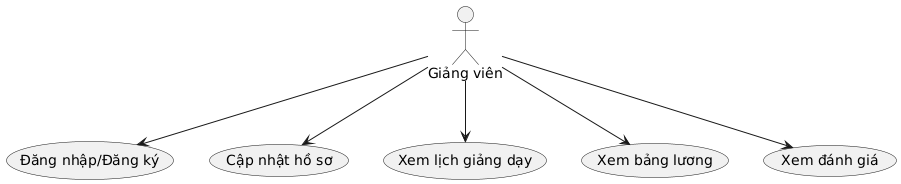 Giảng viên
Đăng nhập/Đăng ký
Cập nhật hồ sơ
Xem lịch giảng dạy
Xem bảng lương
Xem đánh giá